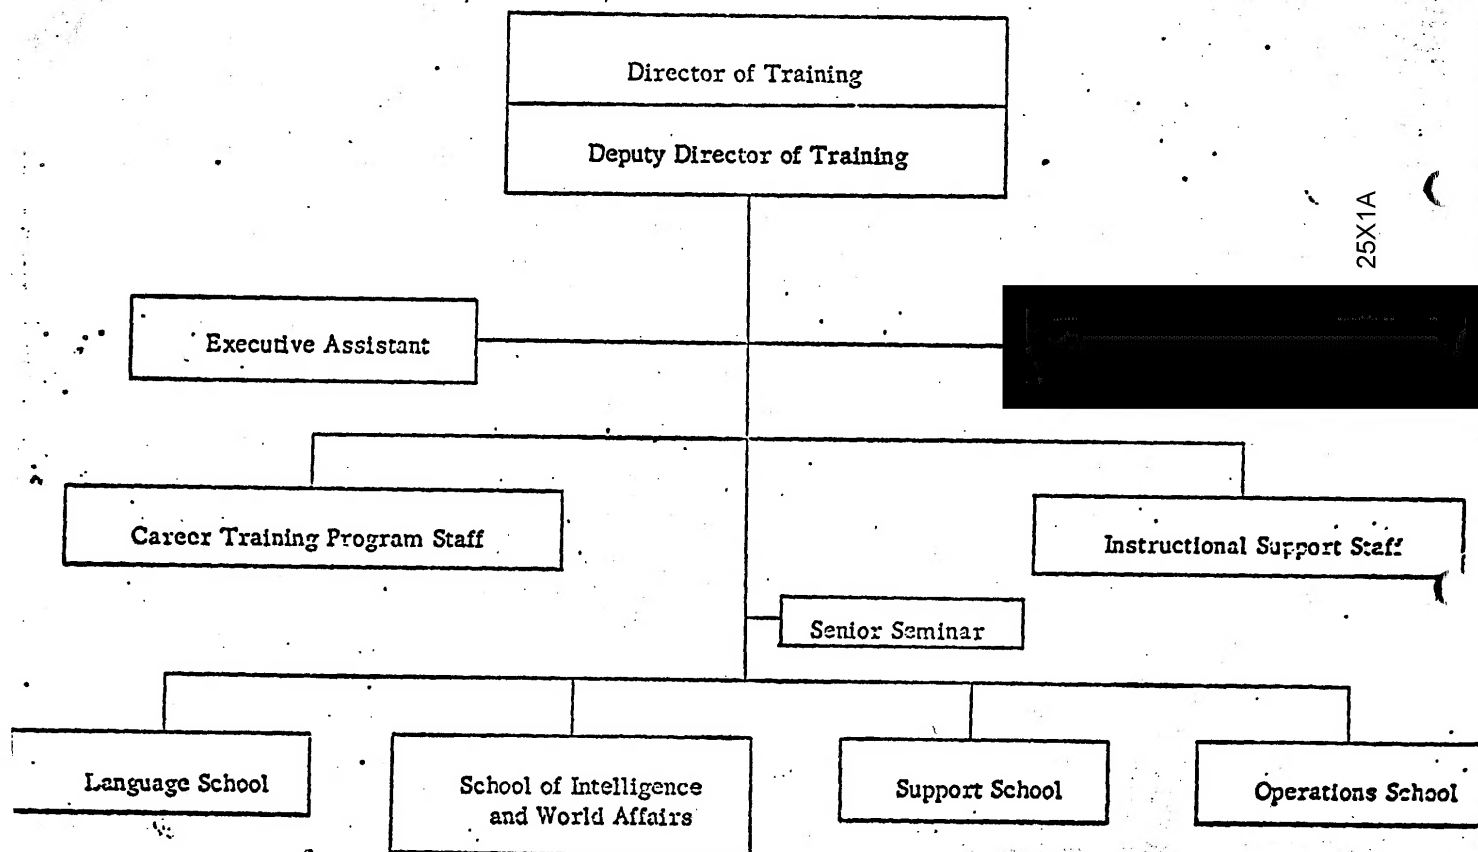 Director of Training
Deputy Director of Training
25X1A
Executive Assistant
Career Training Program Staff
Instructional Support Staff
Senior Seminar
Language School
School of Intelligence
and World Affairs
Support School
Operations School